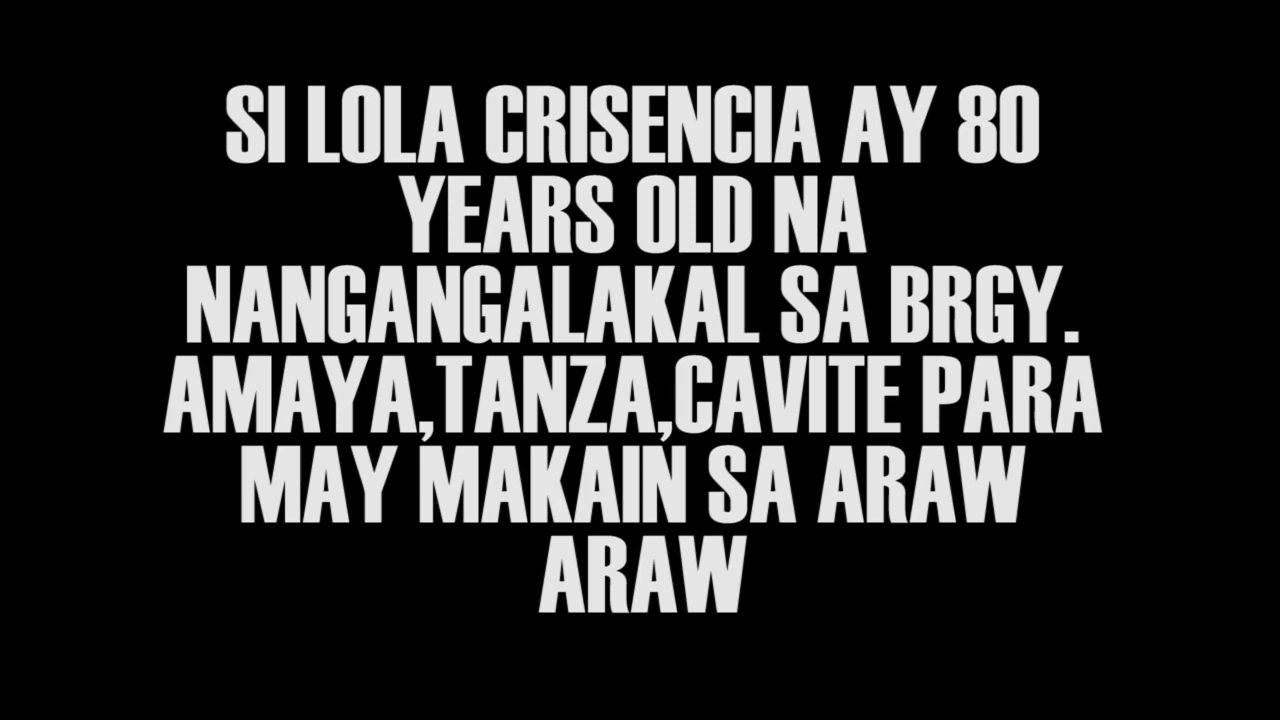 SI LOLA CRISENCIA AY 80
YEARS OLD NA
NANGANGALAKAL SA BRGY.
AMAYA,TANZA,CAVITE PARA
MAY MAKAIN SA ARAW
ARAW